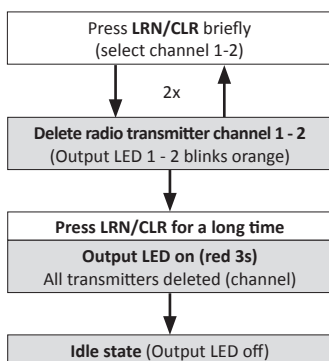 Press LRN/CLR briefly
(select channel 1-2)
2x
Delete radio transmitter channel 1 - 2
(Output LED 1 - 2 blinks orange)
Press LRN/CLR for a long time
Output LED on (red 3s)
All transmitters deleted (channel)
Idle state (Output LED off)